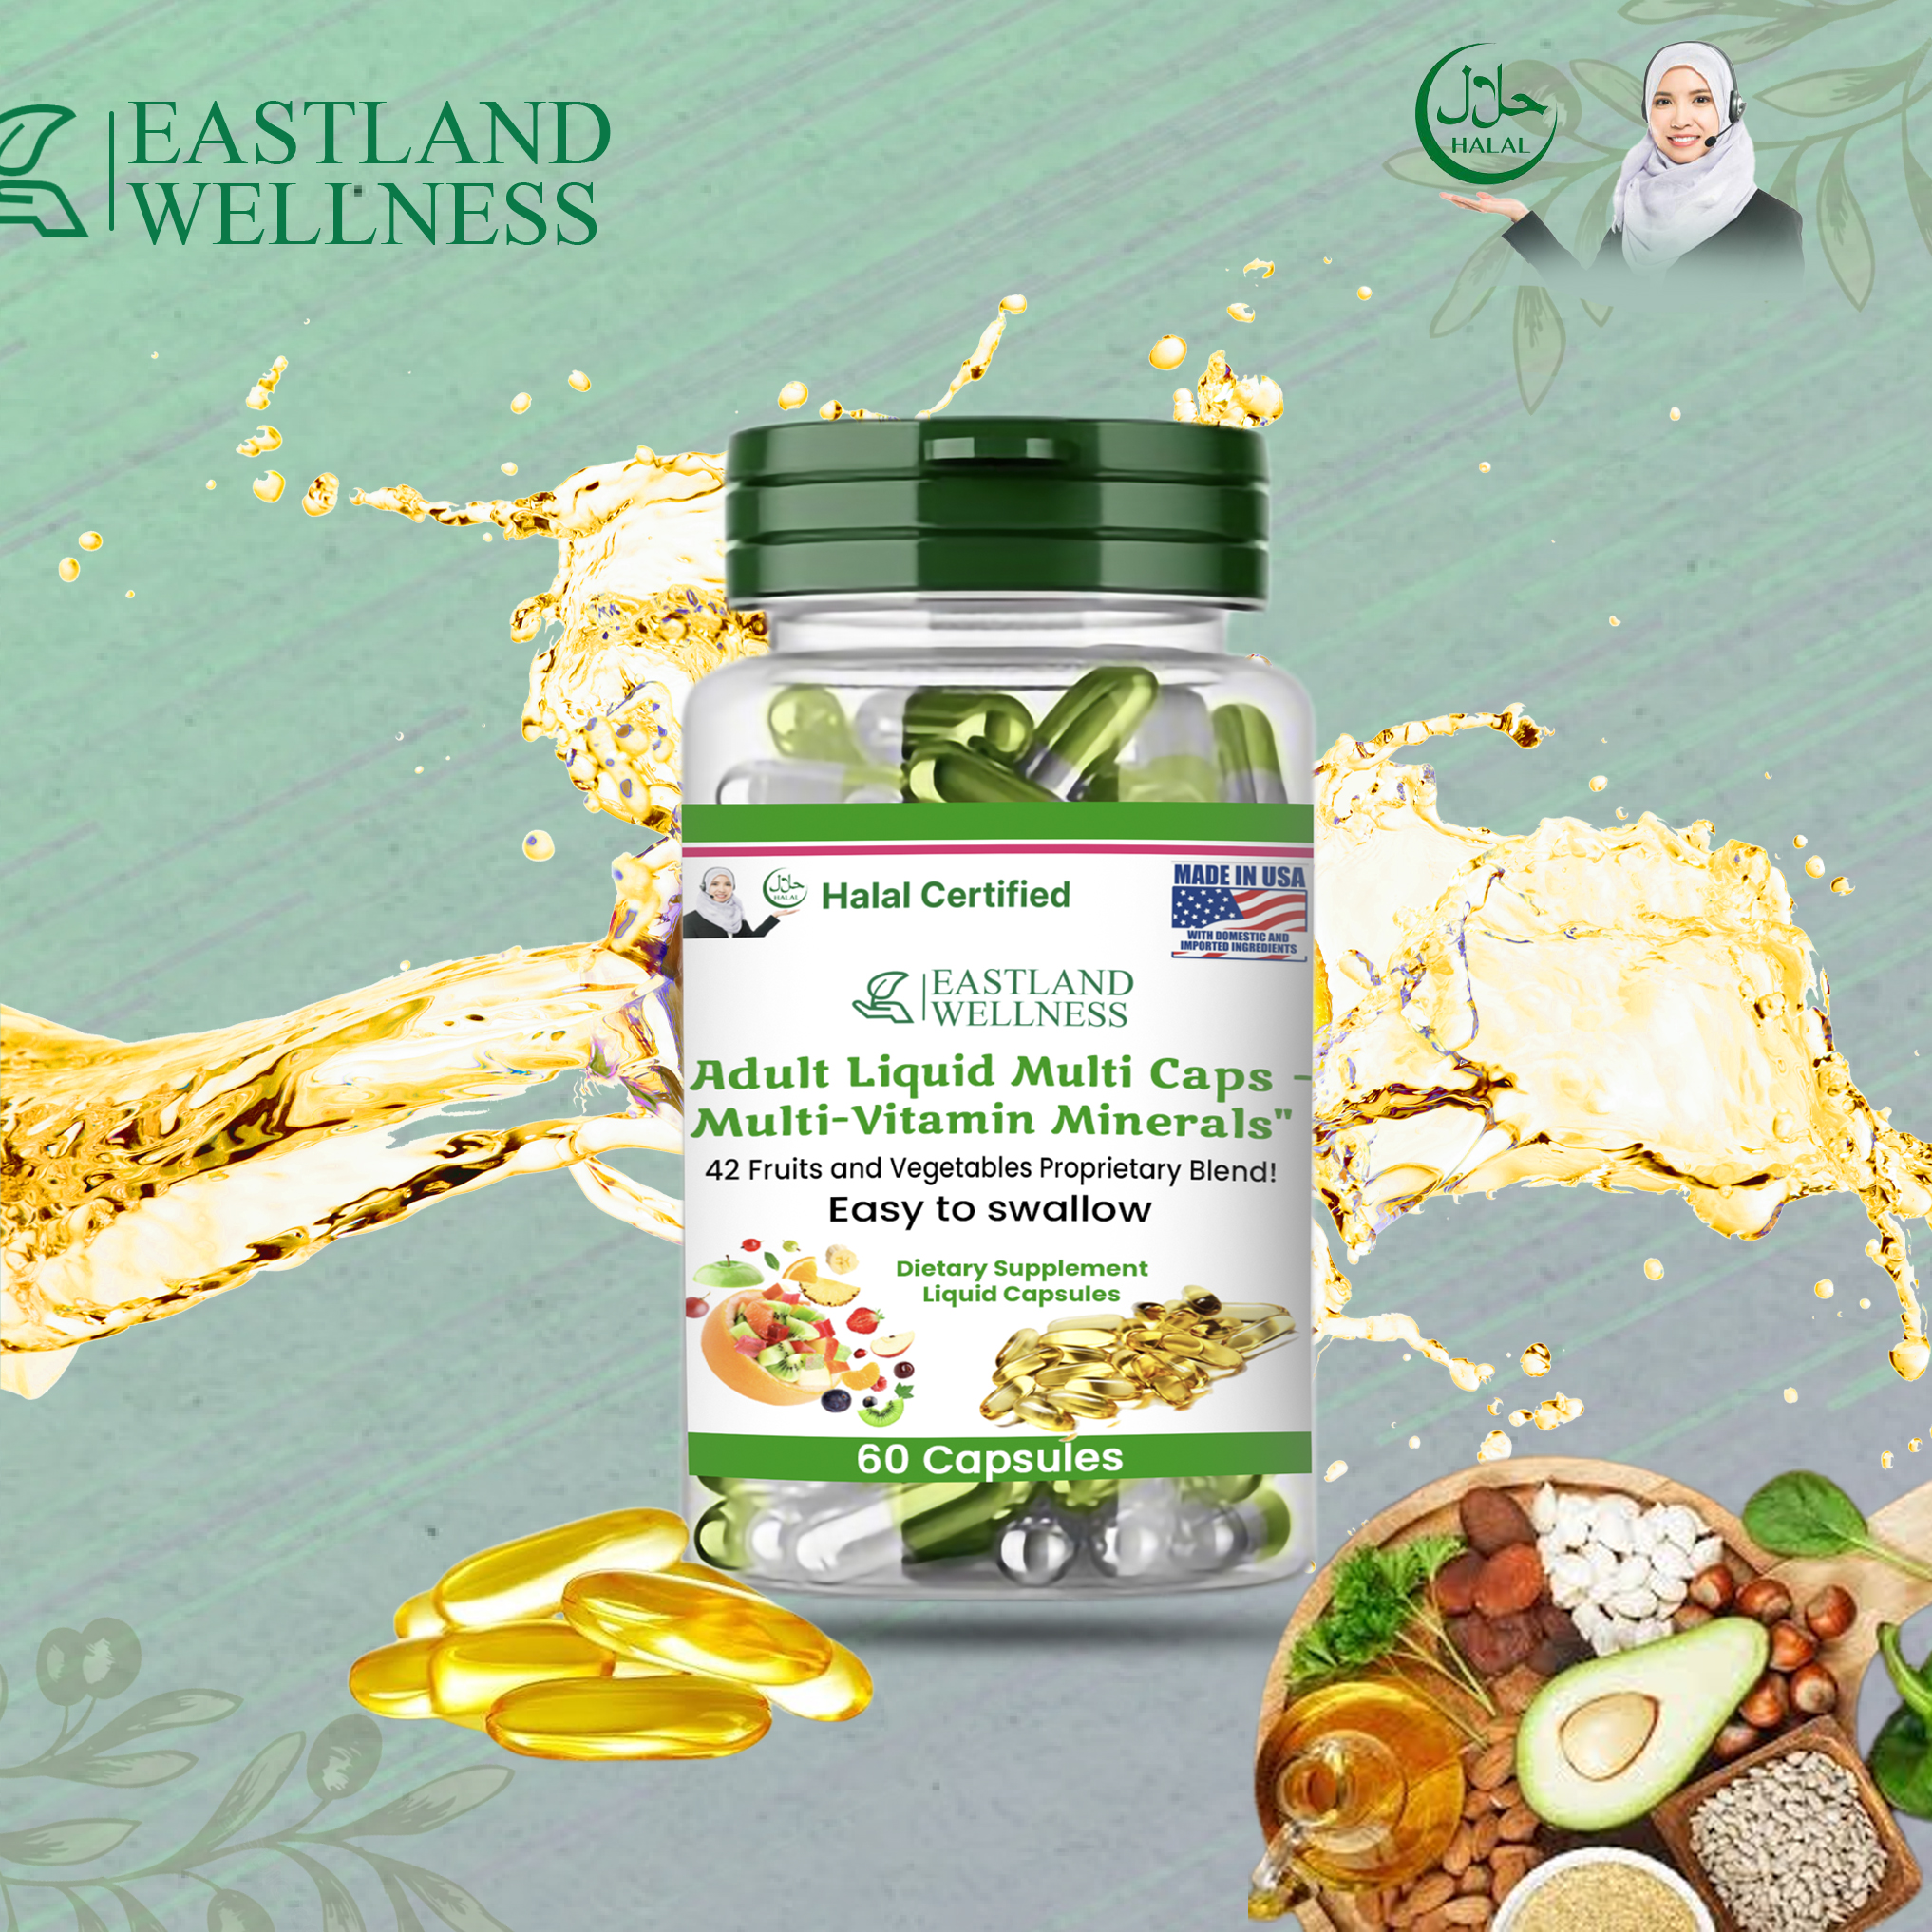 EASTLAND
WELLNESS
حلال
HALAL
حلال
HALAL
Halal Certified
MADE IN USA
WITH DOMESTIC AND
IMPORTED INGREDIENTS
EASTLAND
WELLNESS
Adult Liquid Multi Caps -
Multi-Vitamin Minerals"
42 Fruits and Vegetables Proprietary Blend!
Easy to swallow
Dietary Supplement
Liquid Capsules
60 Capsules